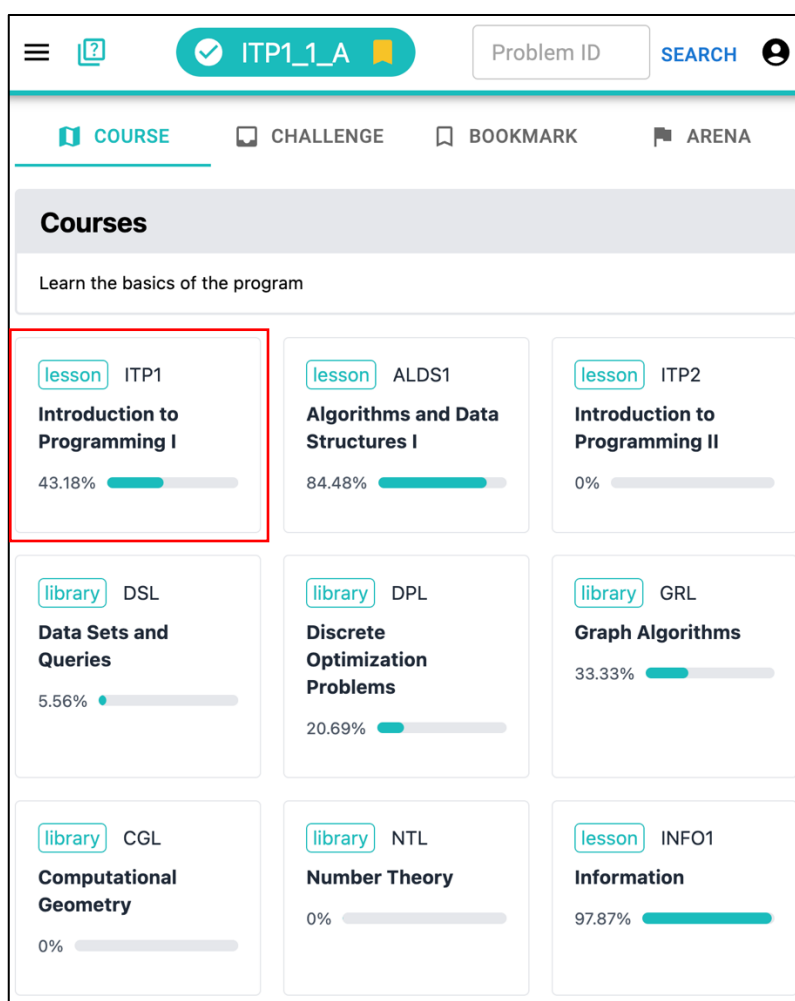 ITP1_1_A
Problem ID
SEARCH
COURSE
CHALLENGE
BOOKMARK
ARENA
Courses
Learn the basics of the program
lesson ITP1
Introduction to
Programming I
43.18%
lesson ALDS1
Algorithms and Data
Structures I
84.48%
lesson ITP2
Introduction to
Programming II
0%
library DSL
Data Sets and
Queries
5.56%
library DPL
Discrete
Optimization
Problems
20.69%
library GRL
Graph Algorithms
33.33%
library CGL
Computational
Geometry
0%
library NTL
Number Theory
0%
lesson INFO1
Information
97.87%